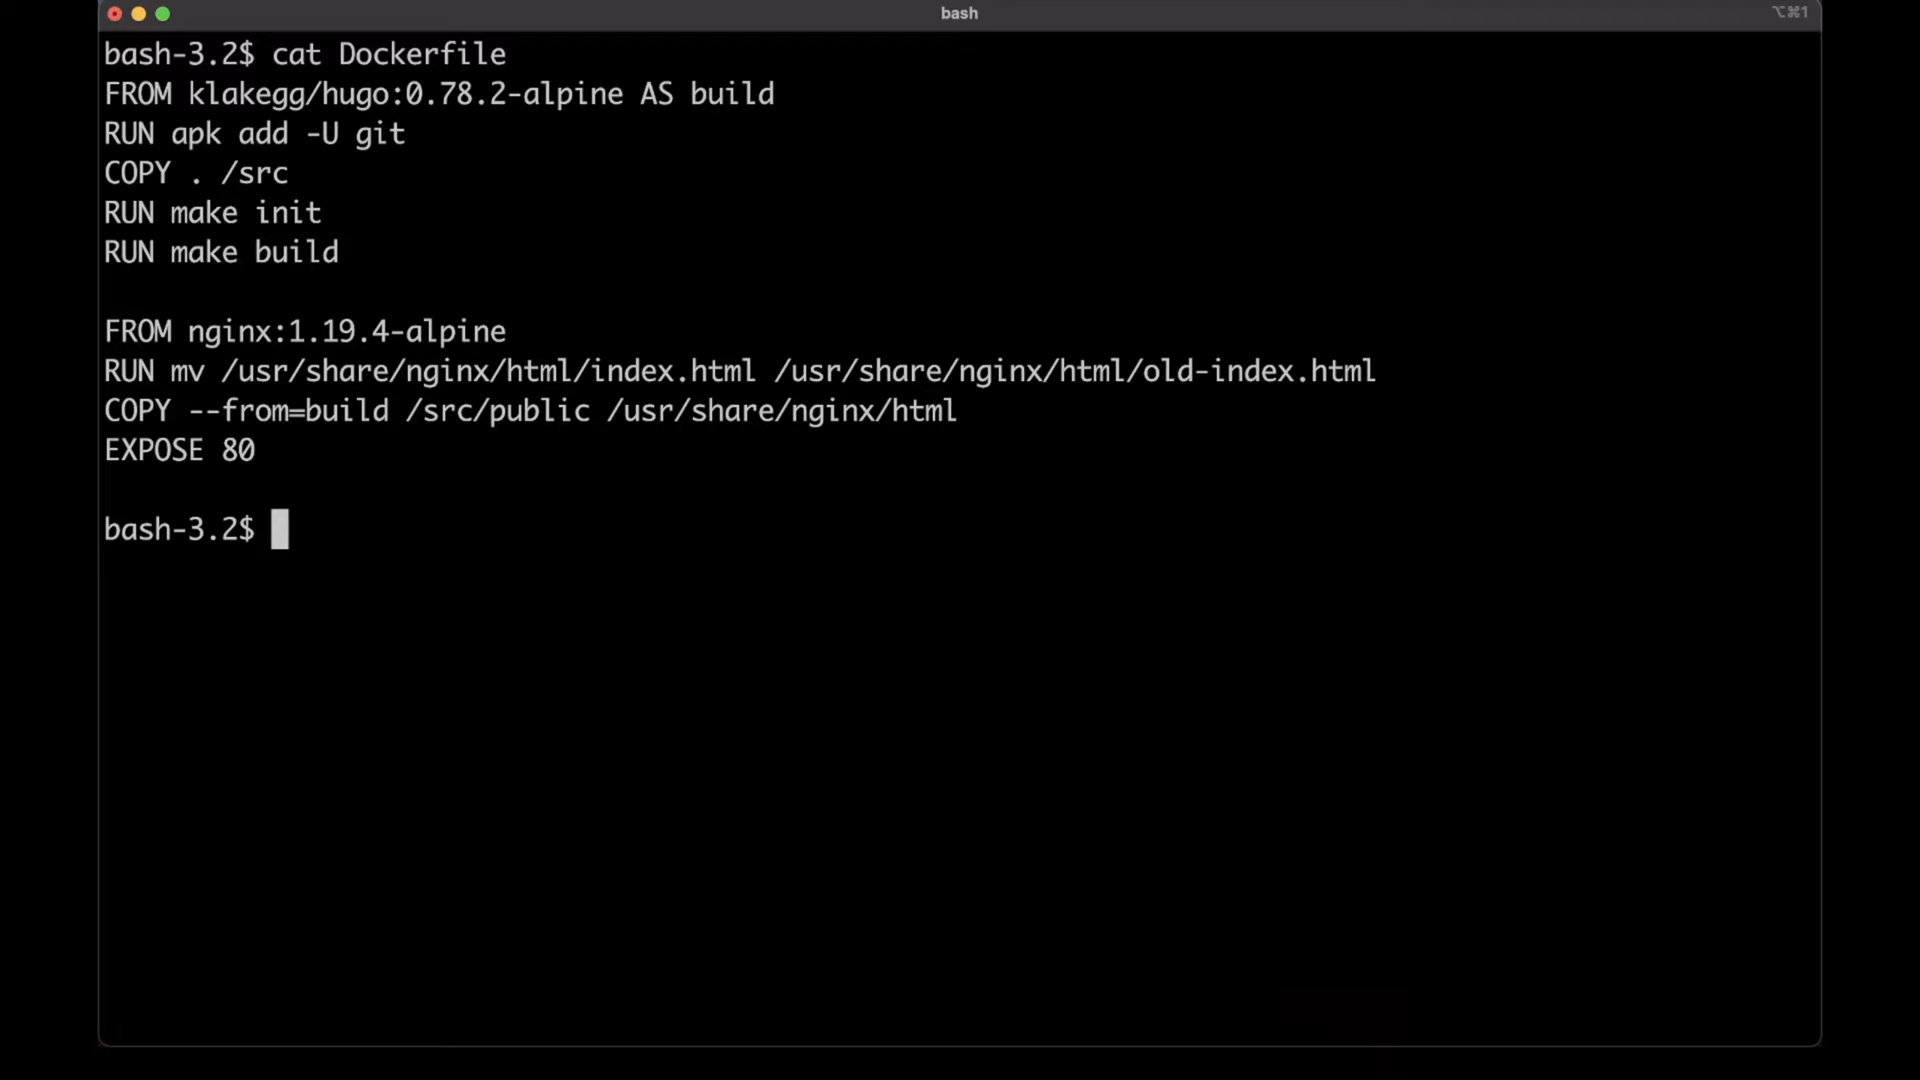 bash
⌥⌘1
bash-3.2$ cat Dockerfile
FROM klakegg/hugo:0.78.2-alpine AS build
RUN apk add -U git
COPY . /src
RUN make init
RUN make build
FROM nginx:1.19.4-alpine
RUN mv /usr/share/nginx/html/index.html /usr/share/nginx/html/old-index.html
COPY --from=build /src/public /usr/share/nginx/html
EXPOSE 80
bash-3.2$